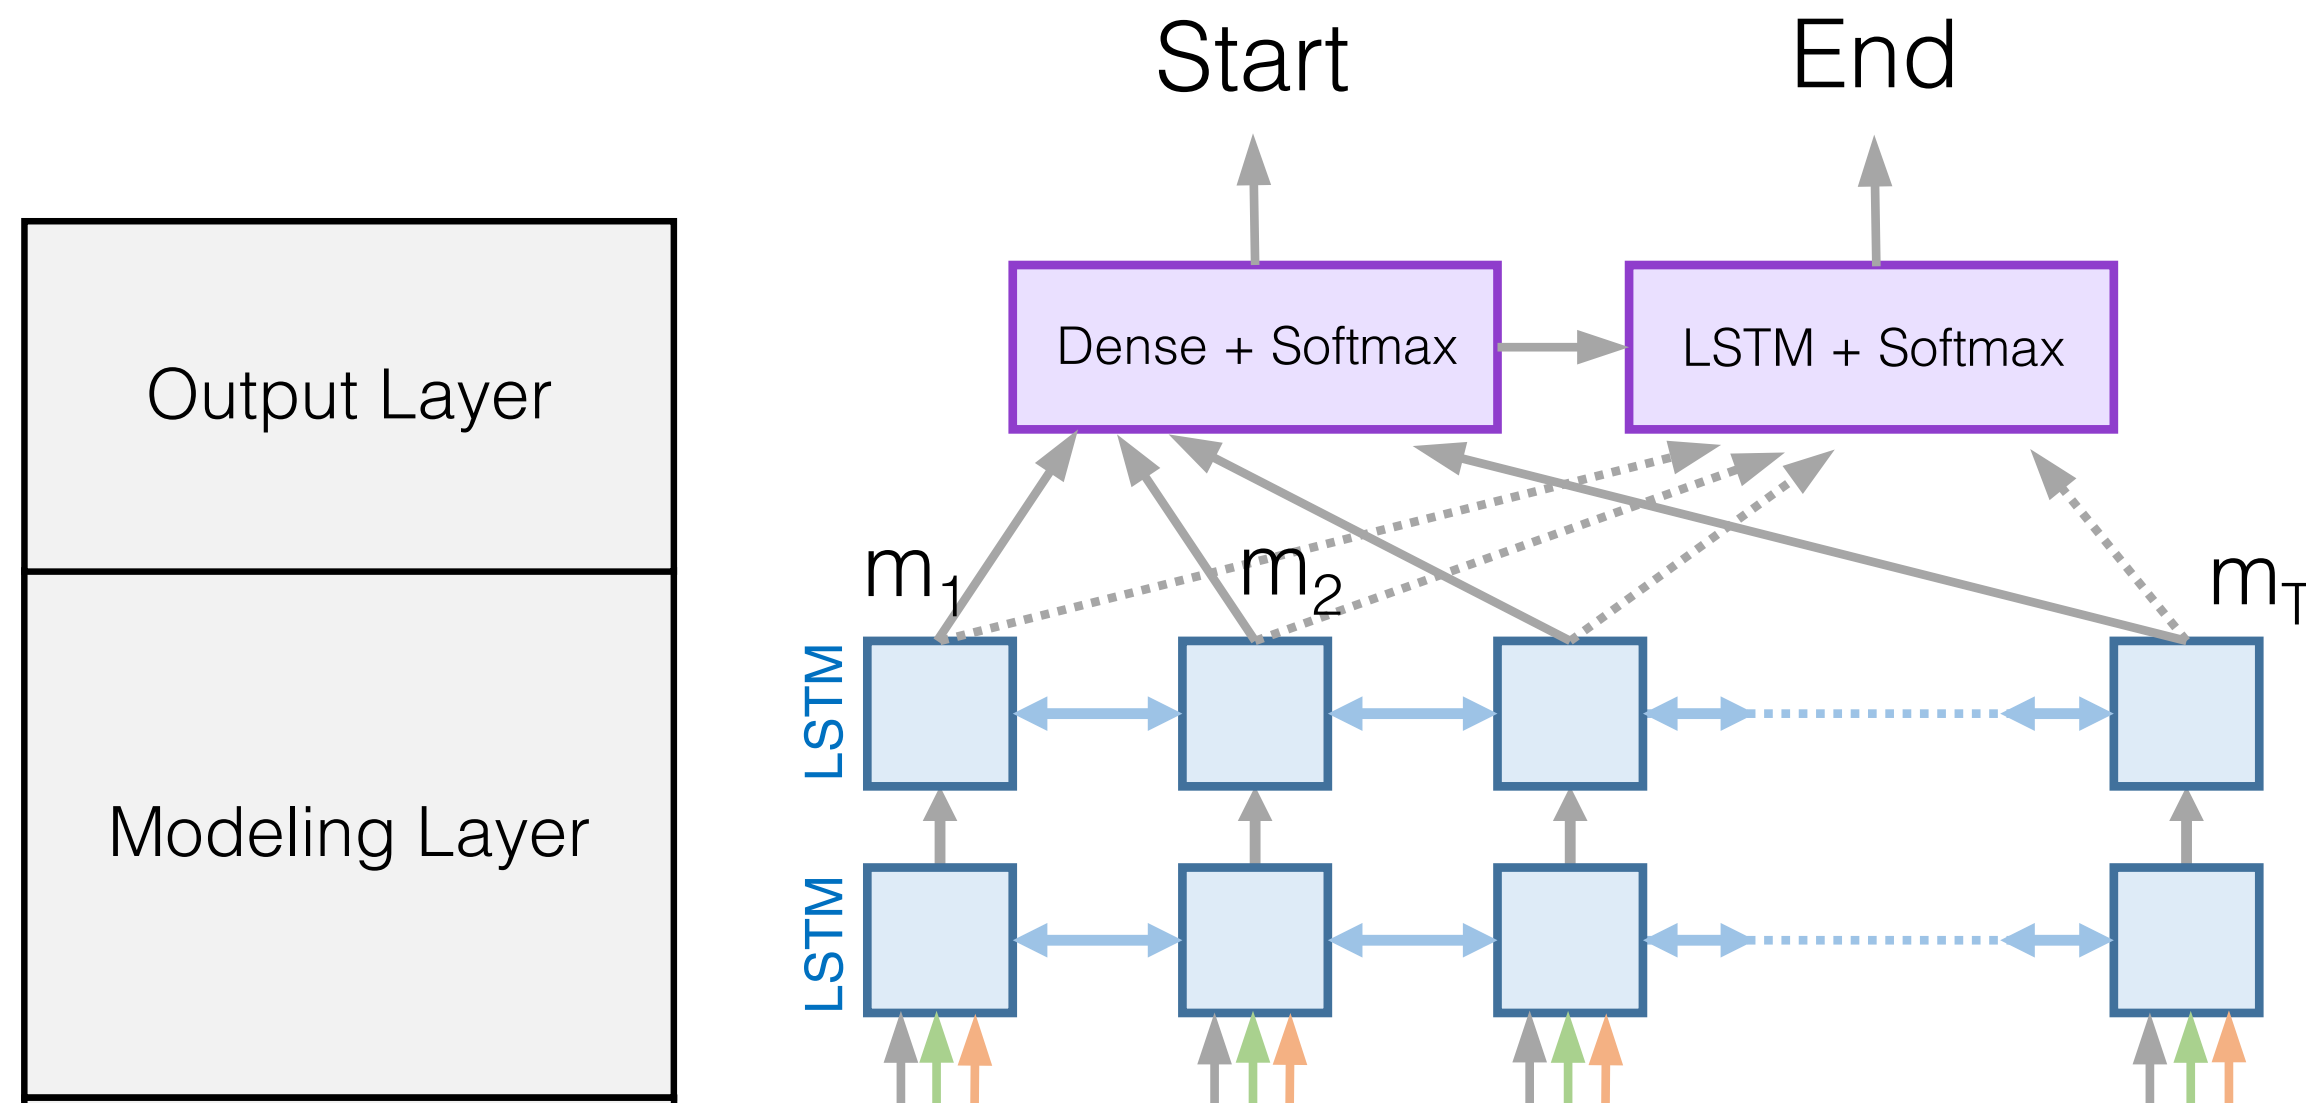 Start
End
Output Layer
Dense + Softmax
LSTM + Softmax
m1
m2
mT
LSTM
Modeling Layer
LSTM